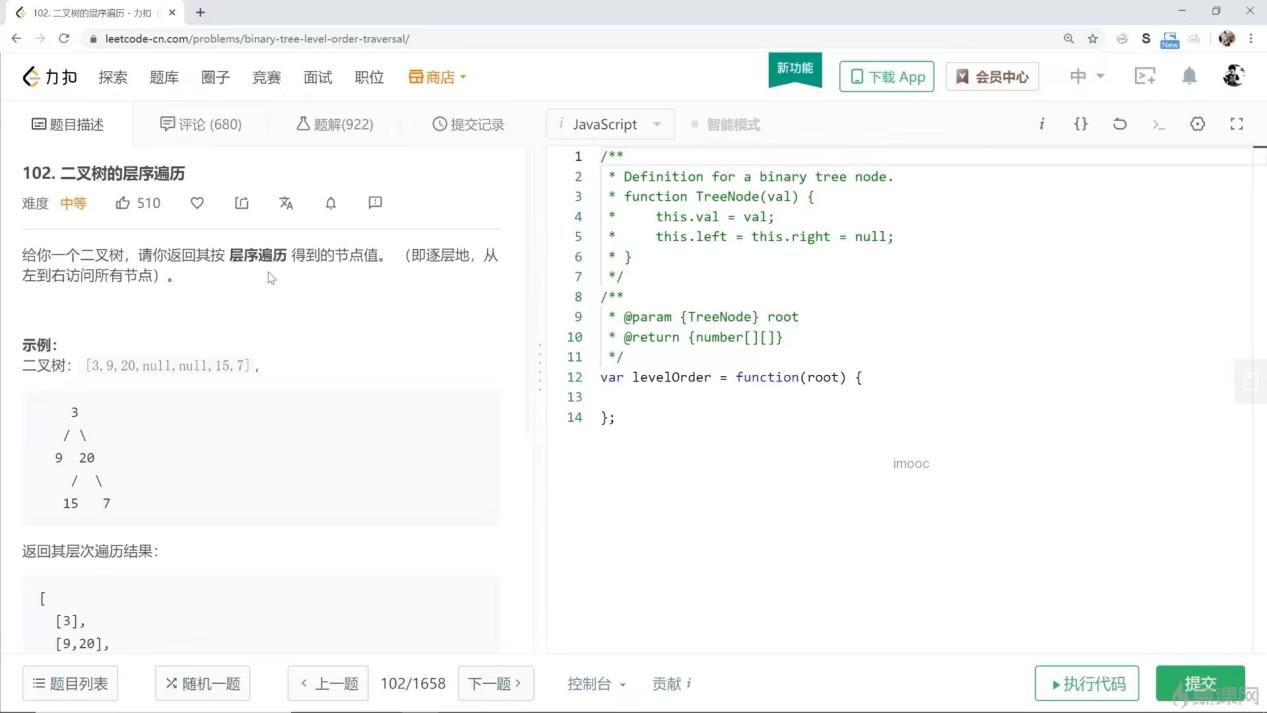 102. 二叉树的层序遍历 - 力扣 (
leetcode-cn.com/problems/binary-tree-level-order-traversal/
S
New
力扣 探索 题库 圈子 竞赛 面试 职位 商店
新功能
下载 App
会员中心
中
题目描述
评论 (680)
题解(922)
提交记录
i JavaScript
智能模式
i {} >_
102. 二叉树的层序遍历
难度 中等 510
给你一个二叉树，请你返回其按 层序遍历 得到的节点值。 （即逐层地，从
左到右访问所有节点）。
示例：
二叉树：[3,9,20,null,null,15,7],
3
/ \
9 20
/ \
15 7
返回其层次遍历结果：
[
[3],
[9,20],
1 /**
2 * Definition for a binary tree node.
3 * function TreeNode(val) {
4 * this.val = val;
5 * this.left = this.right = null;
6 * }
7 */
8 /**
9 * @param {TreeNode} root
10 * @return {number[][]}
11 */
12 var levelOrder = function(root) {
13
14 };
imooc
题目列表
随机一题
< 上一题
102/1658
下一题 >
控制台
贡献 i
执行代码
提交
慕课网